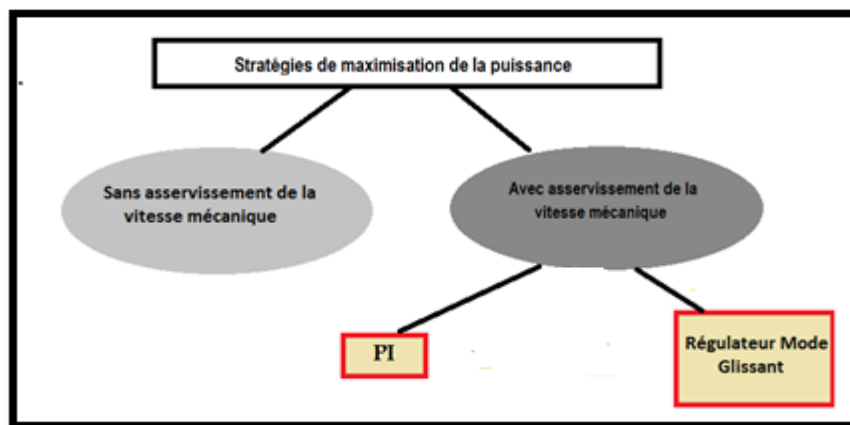 Stratégies de maximisation de la puissance
Sans asservissement de la
vitesse mécanique
Avec asservissement de la
vitesse mécanique
PI
Régulateur Mode
Glissant